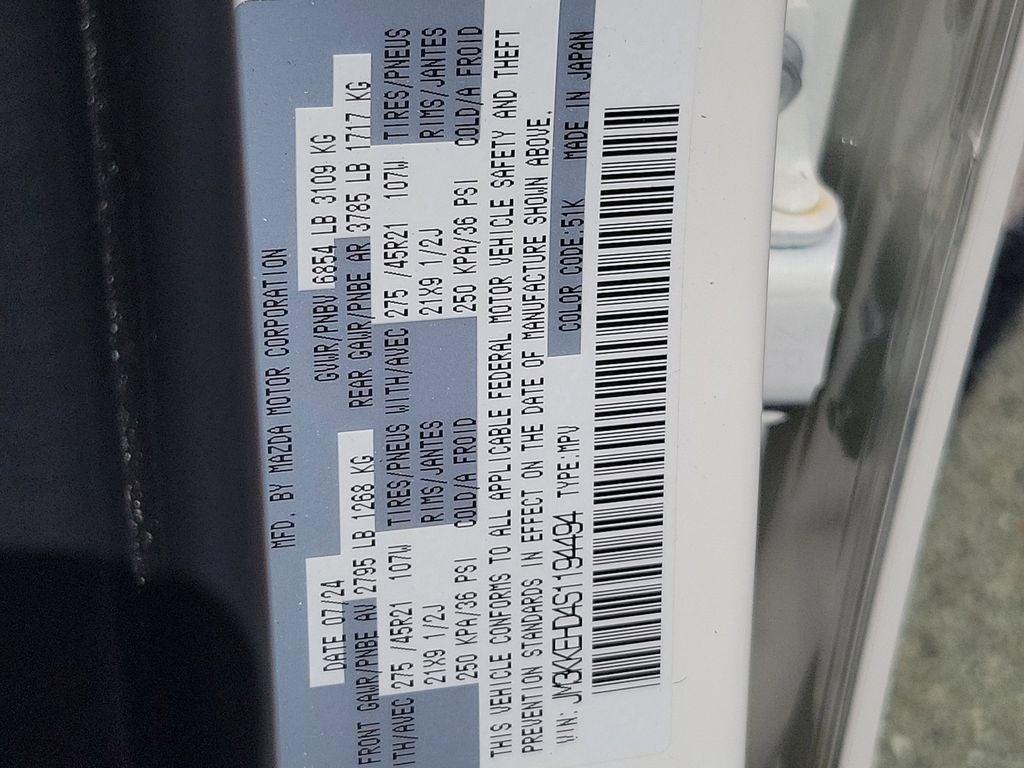 MFD. BY MAZDA MOTOR CORPORATION
DATE 07/24 GVWR/PNBV 6854 LB 3109 KG
FRONT GAWR/PNBE AV 2795 LB 1268 KG REAR GAWR/PNBE AR 3785 LB 1717 KG
ITH/AVEC 275 /45R21 107W TIRES/PNEUS WITH/AVEC 275 /45R21 107W TIRES/PNEUS
21X9 1/2J RIMS/JANTES 21X9 1/2J RIMS/JANTES
250 KPA/36 PSI COLD/A FROID 250 KPA/36 PSI COLD/A FROID
THIS VEHICLE CONFORMS TO ALL APPLICABLE FEDERAL MOTOR VEHICLE SAFETY AND THEFT
PREVENTION STANDARDS IN EFFECT ON THE DATE OF MANUFACTURE SHOWN ABOVE.
VIN: JM3KKEHD4S1194494 TYPE:MPV COLOR CODE:51K MADE IN JAPAN